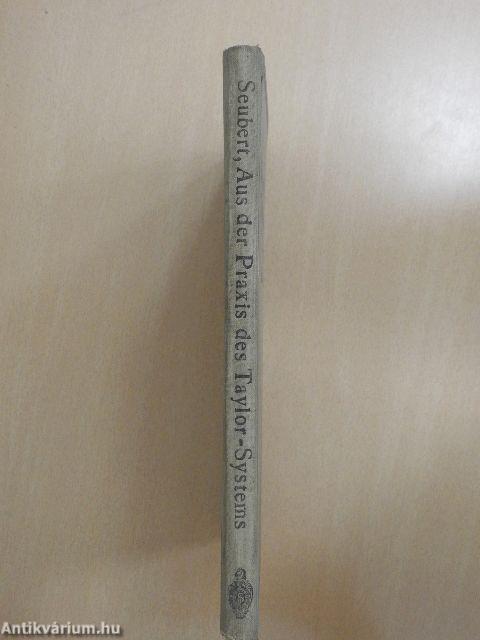 Seubert, Aus der Praxis des Taylor-Systems
Antikvárium.hu